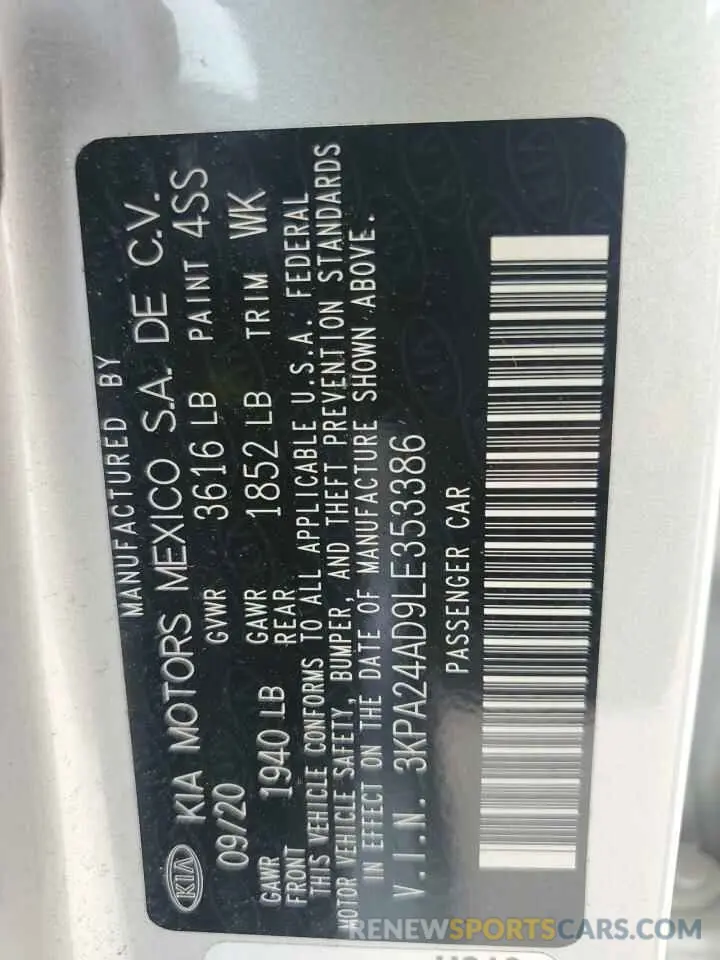 MANUFACTURED BY
KIA KIA MOTORS MEXICO S.A. DE C.V.
09/20 GVWR 3616 LB PAINT 4SS
GAWR FRONT 1940 LB GAWR REAR 1852 LB TRIM WK
THIS VEHICLE CONFORMS TO ALL APPLICABLE U.S.A. FEDERAL
MOTOR VEHICLE SAFETY, BUMPER, AND THEFT PREVENTION STANDARDS
IN EFFECT ON THE DATE OF MANUFACTURE SHOWN ABOVE.
V.I.N. 3KPA24AD9LE353386
PASSENGER CAR
RENEWSPORTSCARS.COM